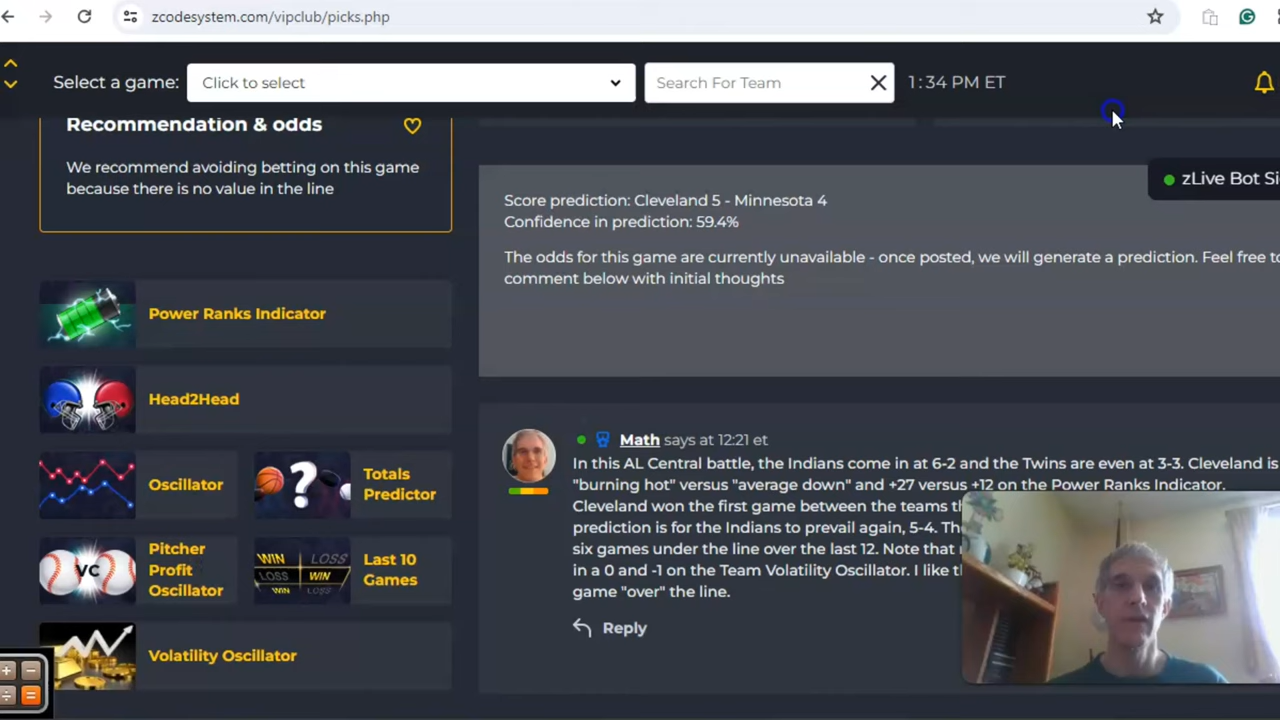 zcodesystem.com/vipclub/picks.php
Select a game:
Click to select
Search For Team
1:34 PM ET
Recommendation & odds
We recommend avoiding betting on this game
because there is no value in the line
zLive Bot
Score prediction: Cleveland 5 - Minnesota 4
Confidence in prediction: 59.4%
The odds for this game are currently unavailable - once posted, we will generate a prediction. Feel free to
comment below with initial thoughts
Power Ranks Indicator
Head2Head
Oscillator
Totals
Predictor
Pitcher
Profit
Oscillator
VC
WIN LOSS
LOSS WIN
WIN LOSS
Last 10
Games
Volatility Oscillator
Math says at 12:21 et
In this AL Central battle, the Indians come in at 6-2 and the Twins are even at 3-3. Cleveland is
"burning hot" versus "average down" and +27 versus +12 on the Power Ranks Indicator.
Cleveland won the first game between the teams
prediction is for the Indians to prevail again, 5-4.
six games under the line over the last 12. Note that
in a 0 and -1 on the Team Volatility Oscillator. I like
game "over" the line.
Reply